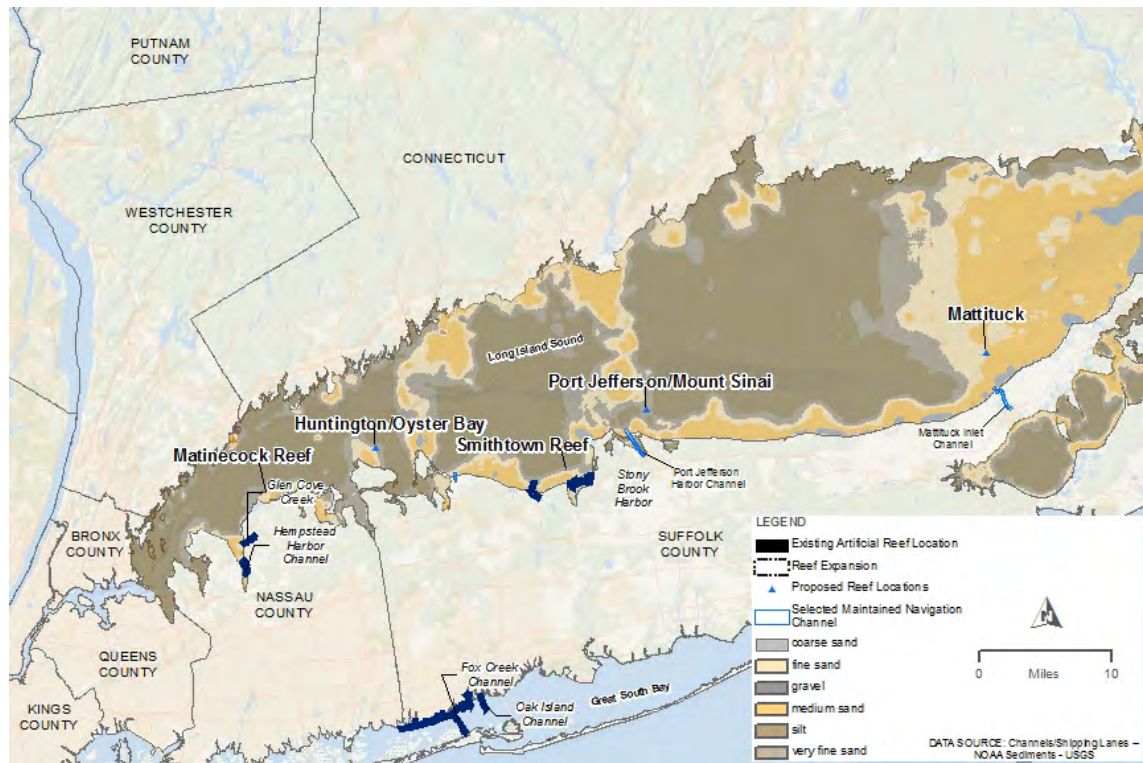 PUTNAM
COUNTY
CONNECTICUT
WESTCHESTER
COUNTY
Mattituck
Long Island Sound
Port Jefferson/Mount Sinai
Huntington/Oyster Bay
Smithtown Reef
Matinecock Reef
Mattituck Inlet
Channel
Glen Cove
Creek
Stony
Brook
Harbor
Port Jefferson
Harbor Channel
Hempstead
Harbor
Channel
BRONX
COUNTY
SUFFOLK
COUNTY
NASSAU
COUNTY
QUEENS
COUNTY
KINGS
COUNTY
Fox Creek
Channel
Oak Island
Channel
Great South Bay
LEGEND
Existing Artificial Reef Location
Reef Expansion
Proposed Reef Locations
Selected Maintained Navigation
Channel
coarse sand
fine sand
gravel
medium sand
silt
very fine sand
N
0 10
Miles
DATA SOURCE: Channels/Shipping Lanes –
NOAA Sediments - USGS